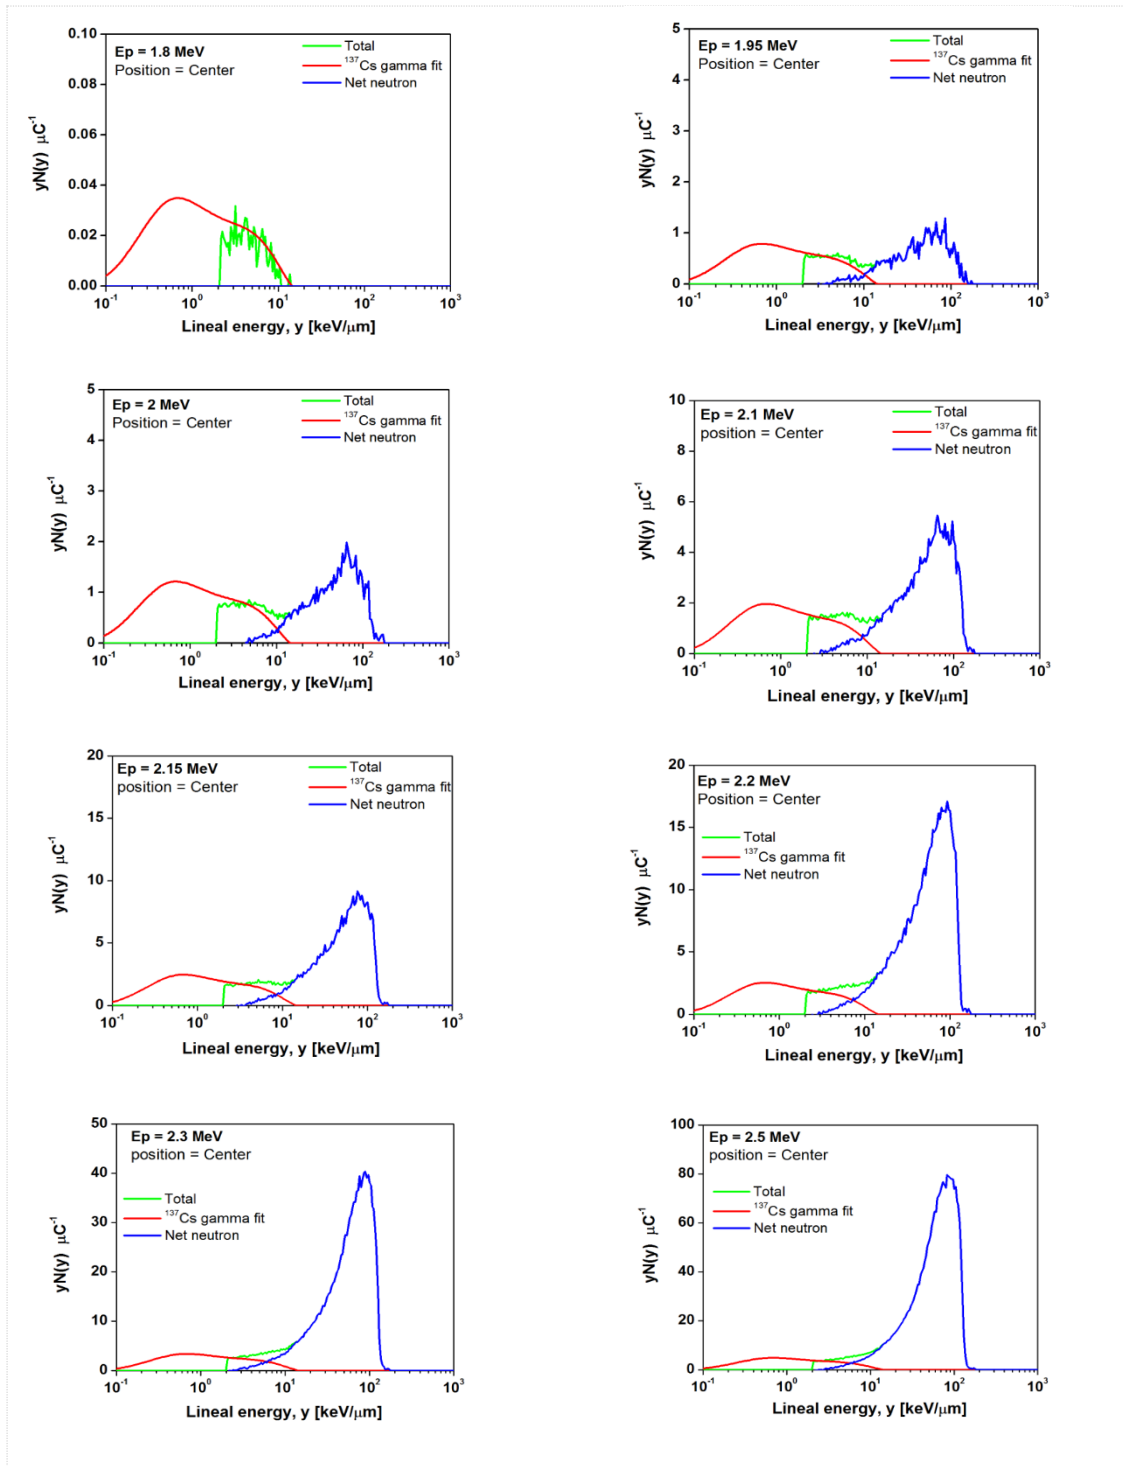 Ep = 1.8 MeV
Position = Center
Total
¹³⁷Cs gamma fit
Net neutron
yN(y) μC⁻¹
0.10
0.08
0.06
0.04
0.02
0.00
10⁻¹ 10⁰ 10¹ 10² 10³
Lineal energy, y [keV/μm]
Ep = 1.95 MeV
Position = Center
Total
¹³⁷Cs gamma fit
Net neutron
yN(y) μC⁻¹
5
4
3
2
1
0
10⁻¹ 10⁰ 10¹ 10² 10³
Lineal energy, y [keV/μm]
Ep = 2 MeV
Position = Center
Total
¹³⁷Cs gamma fit
Net neutron
yN(y) μC⁻¹
5
4
3
2
1
0
10⁻¹ 10⁰ 10¹ 10² 10³
Lineal energy, y [keV/μm]
Ep = 2.1 MeV
position = Center
Total
¹³⁷Cs gamma fit
Net neutron
yN(y) μC⁻¹
10
8
6
4
2
0
10⁻¹ 10⁰ 10¹ 10² 10³
Lineal energy, y [keV/μm]
Ep = 2.15 MeV
position = Center
Total
¹³⁷Cs gamma fit
Net neutron
yN(y) μC⁻¹
20
15
10
5
0
10⁻¹ 10⁰ 10¹ 10² 10³
Lineal energy, y [keV/μm]
Ep = 2.2 MeV
Position = Center
Total
¹³⁷Cs gamma fit
Net neutron
yN(y) μC⁻¹
20
15
10
5
0
10⁻¹ 10⁰ 10¹ 10² 10³
Lineal energy, y [keV/μm]
Ep = 2.3 MeV
position = Center
Total
¹³⁷Cs gamma fit
Net neutron
yN(y) μC⁻¹
50
40
30
20
10
0
10⁻¹ 10⁰ 10¹ 10² 10³
Lineal energy, y [keV/μm]
Ep = 2.5 MeV
position = Center
Total
¹³⁷Cs gamma fit
Net neutron
yN(y) μC⁻¹
100
80
60
40
20
0
10⁻¹ 10⁰ 10¹ 10² 10³
Lineal energy, y [keV/μm]